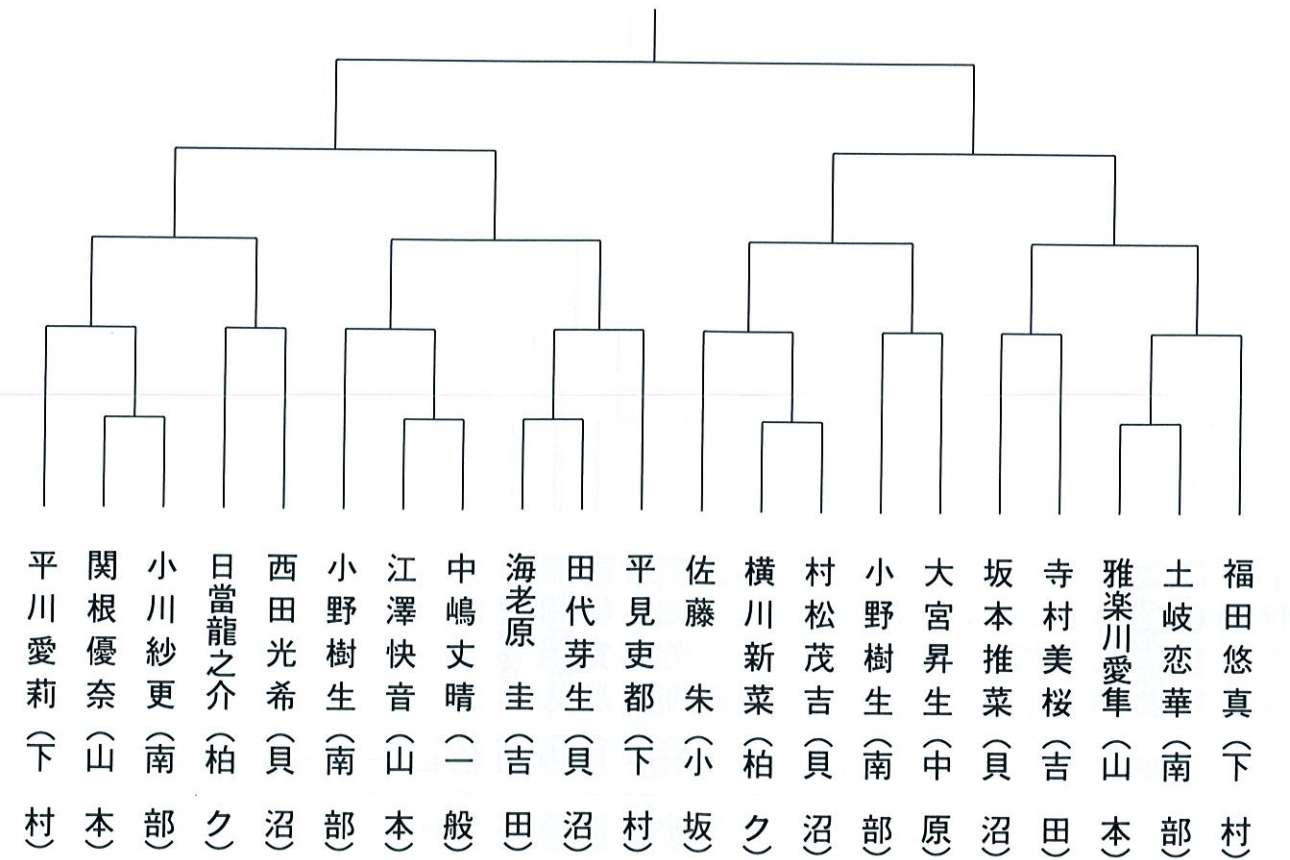 平川愛莉（下村）
関根優奈（山本）
小川紗更（南部）
日當龍之介（柏ク）
西田光希（貝沼）
小野樹生（南部）
江澤快音（山本）
中嶋丈晴（一般）
海老原圭（吉田）
田代芽生（貝沼）
平見吏都（下村）
佐藤朱（小坂）
横川新菜（柏ク）
村松茂吉（貝沼）
小野樹生（南部）
大宮昇生（中原）
坂本推菜（貝沼）
寺村美桜（吉田）
雅楽川愛隼（山本）
土岐恋華（南部）
福田悠真（下村）